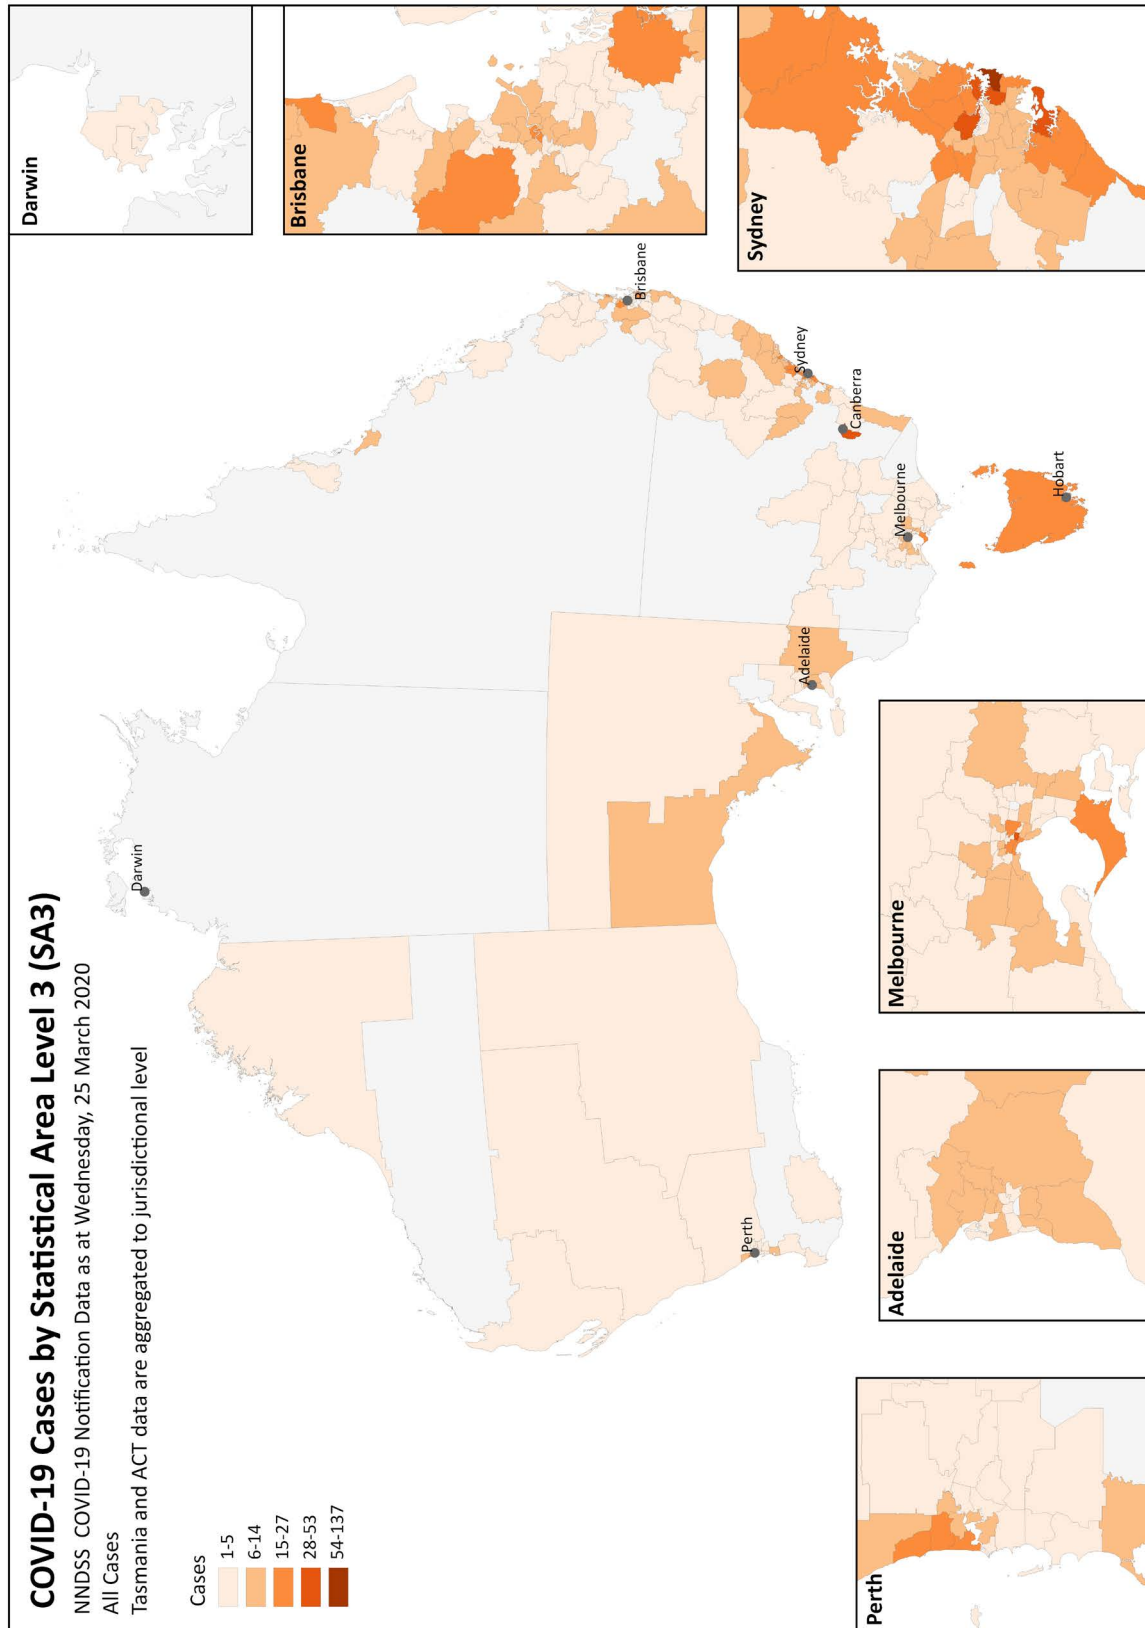 COVID-19 Cases by Statistical Area Level 3 (SA3)
NNDSS COVID-19 Notification Data as at Wednesday, 25 March 2020
All Cases
Tasmania and ACT data are aggregated to jurisdictional level
Cases
1-5
6-14
15-27
28-53
54-137
Darwin
Perth
Adelaide
Melbourne
Hobart
Canberra
Sydney
Brisbane
Darwin
Brisbane
Sydney
Perth
Adelaide
Melbourne